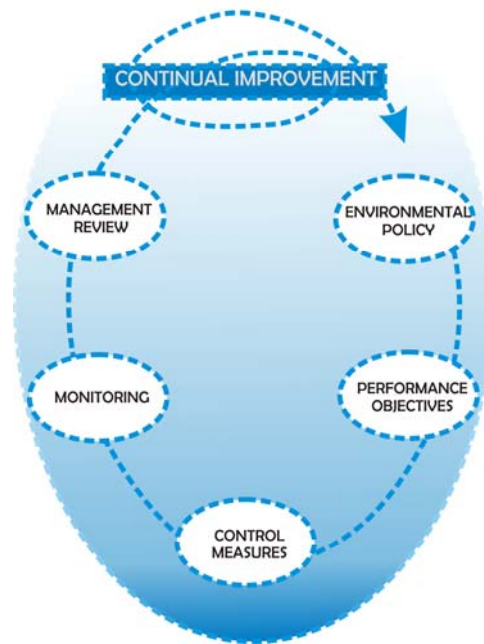 CONTINUAL IMPROVEMENT
MANAGEMENT
REVIEW
ENVIRONMENTAL
POLICY
MONITORING
PERFORMANCE
OBJECTIVES
CONTROL
MEASURES